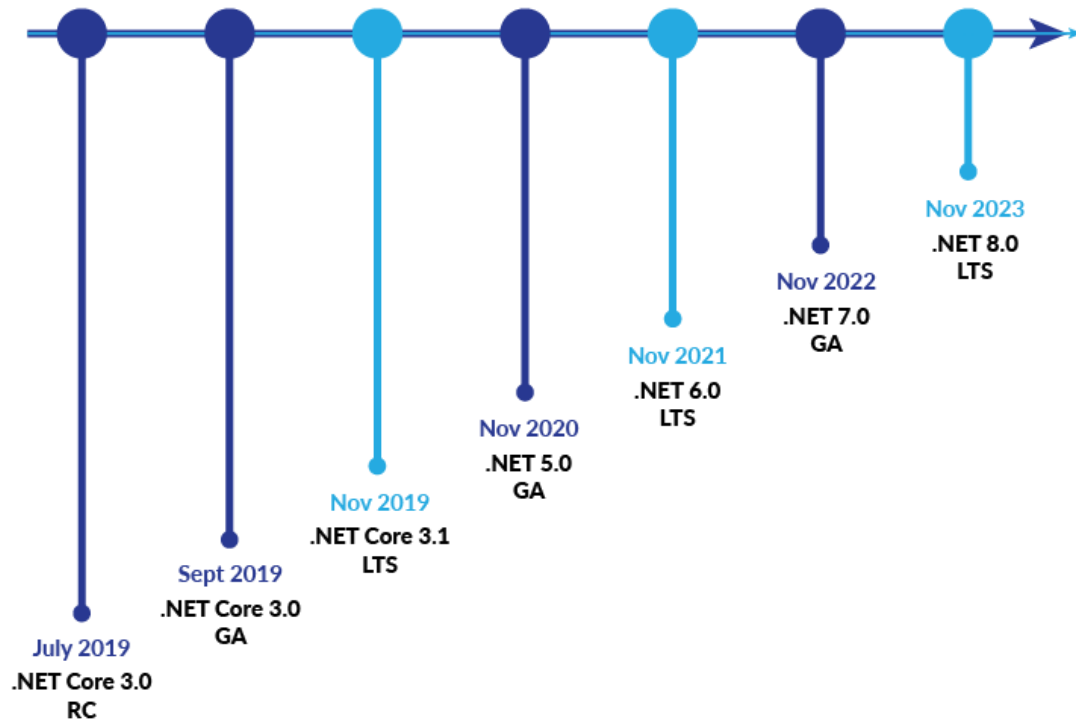 July 2019
.NET Core 3.0
RC
Sept 2019
.NET Core 3.0
GA
Nov 2019
.NET Core 3.1
LTS
Nov 2020
.NET 5.0
GA
Nov 2021
.NET 6.0
LTS
Nov 2022
.NET 7.0
GA
Nov 2023
.NET 8.0
LTS